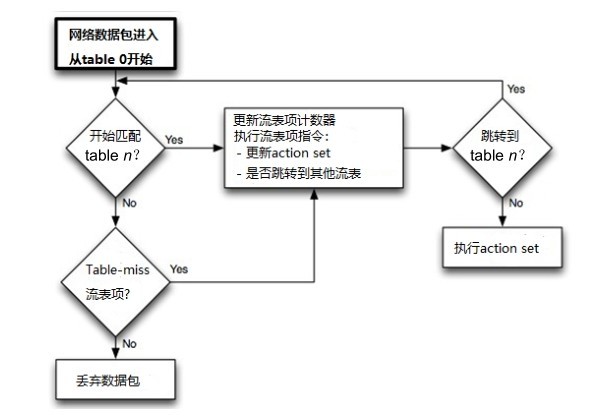 网络数据包进入
从table 0开始
Yes
开始匹配
table n?
Yes
更新流表项计数器
执行流表项指令:
- 更新action set
- 是否跳转到其他流表
跳转到
table n?
No
No
执行action set
Table-miss
流表项?
Yes
No
丢弃数据包